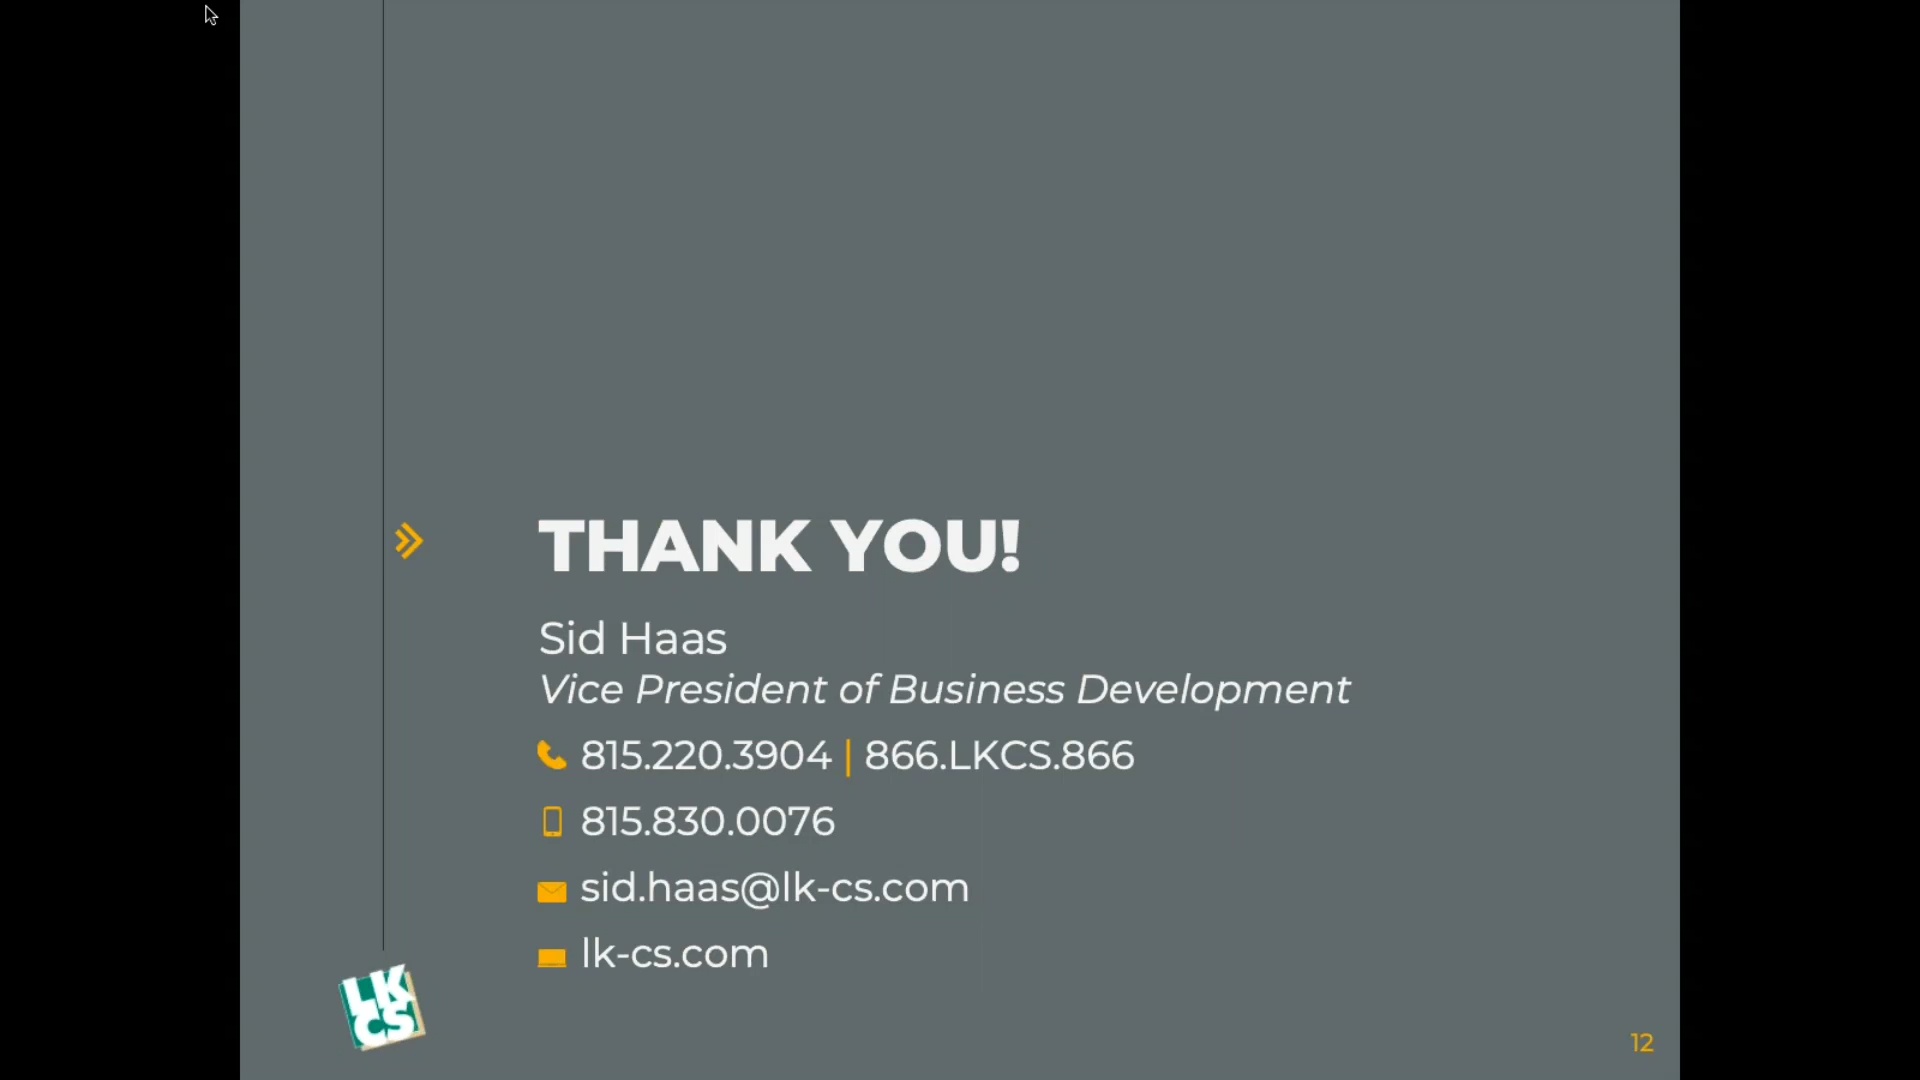 THANK YOU!
Sid Haas
Vice President of Business Development
815.220.3904 | 866.LKCS.866
815.830.0076
sid.haas@lk-cs.com
lk-cs.com
LK
CS
12